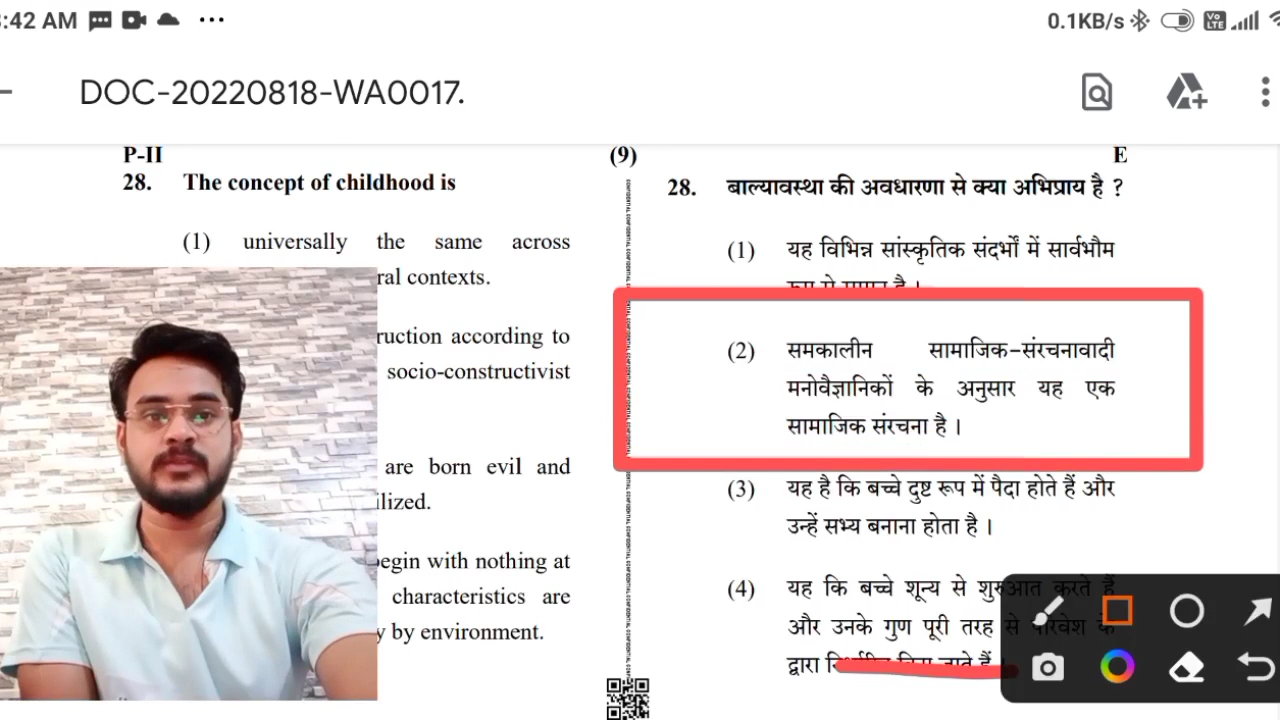 :42 AM
0.1KB/s
Vo LTE
DOC-20220818-WA0017.
P-II
(9)
E
28. The concept of childhood is
(1) universally the same across
ral contexts.
ruction according to
socio-constructivist
are born evil and
ilized.
egin with nothing at
characteristics are
y by environment.
28. बाल्यावस्था की अवधारणा से क्या अभिप्राय है ?
(1) यह विभिन्न सांस्कृतिक संदर्भों में सार्वभौम
(2) समकालीन सामाजिक-संरचनावादी
मनोवैज्ञानिकों के अनुसार यह एक
सामाजिक संरचना है ।
(3) यह है कि बच्चे दुष्ट रूप में पैदा होते हैं और
उन्हें सभ्य बनाना होता है ।
(4) यह कि बच्चे शून्य से शुरुआत करते हैं
और उनके गुण पूरी तरह से परिवेश के
द्वारा